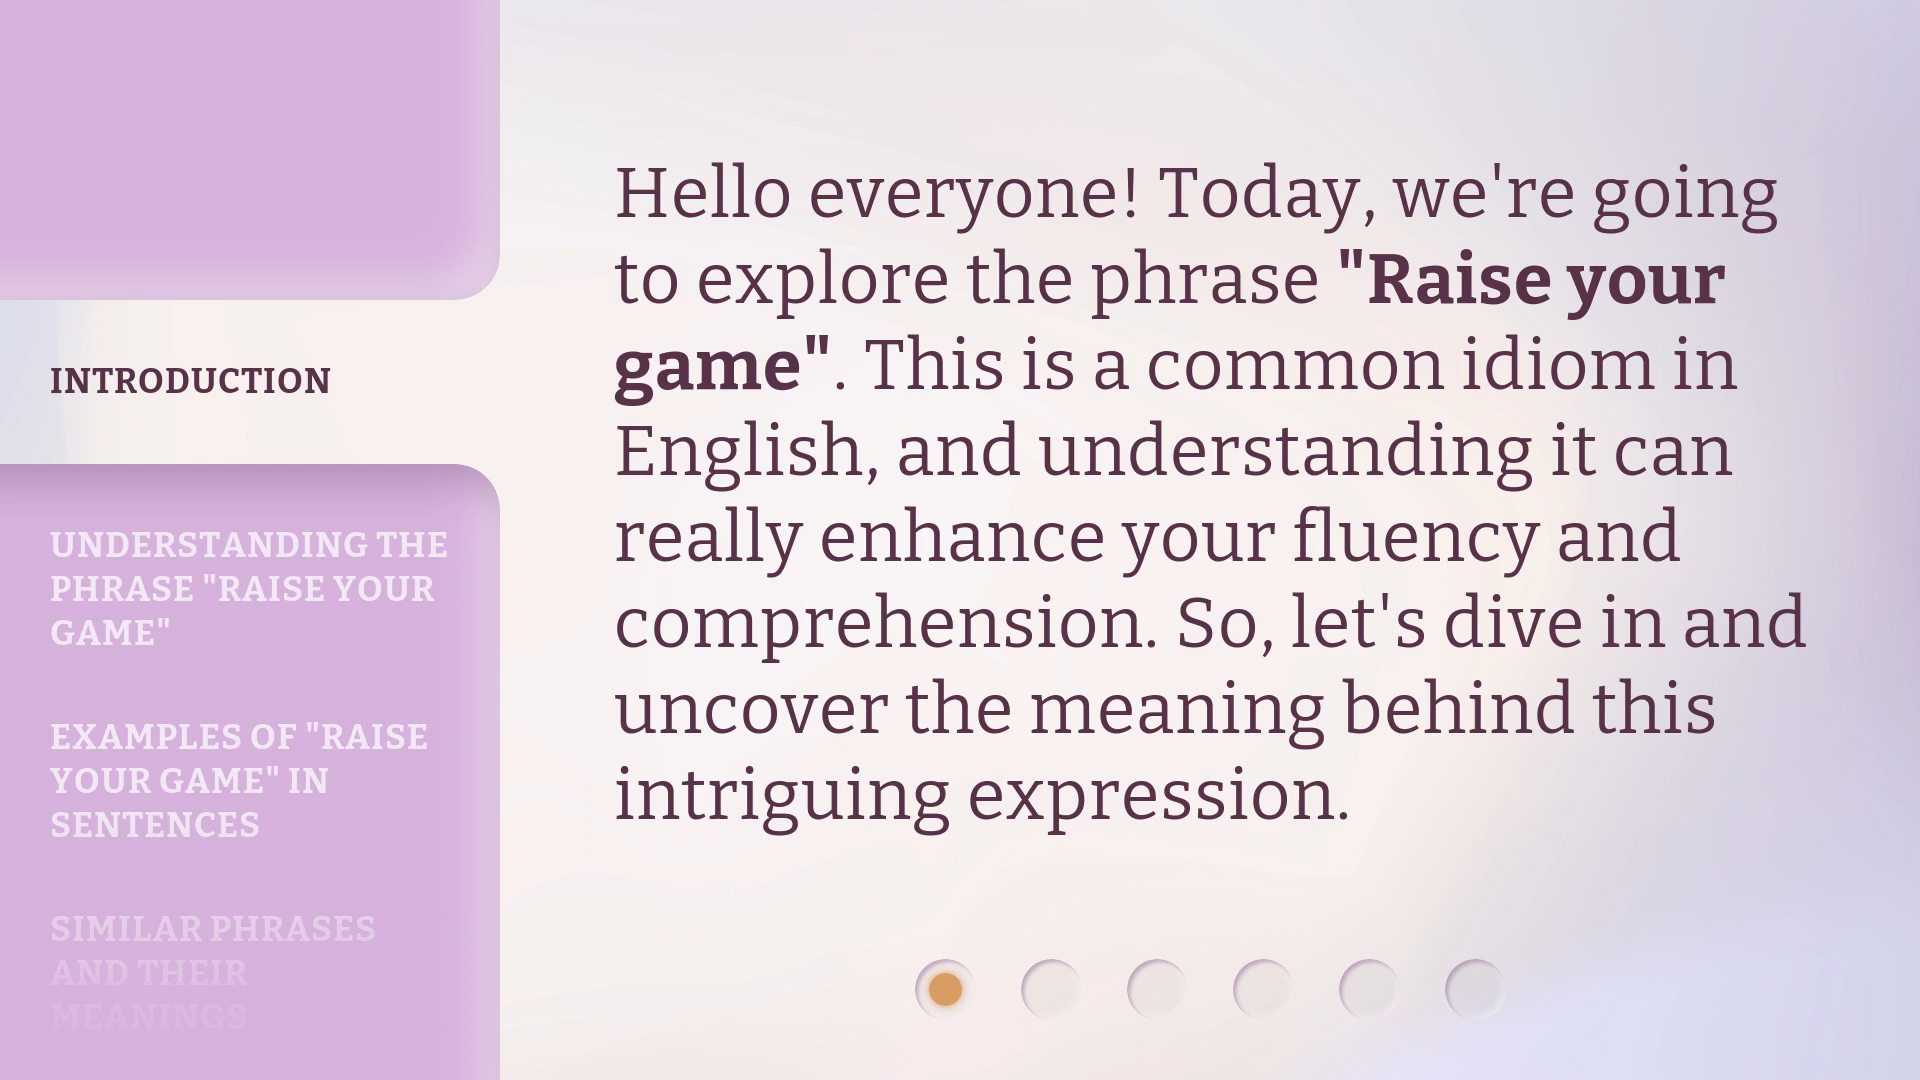 INTRODUCTION
UNDERSTANDING THE
PHRASE "RAISE YOUR
GAME"
EXAMPLES OF "RAISE
YOUR GAME" IN
SENTENCES
SIMILAR PHRASES
AND THEIR
MEANINGS
Hello everyone! Today, we're going
to explore the phrase "Raise your
game". This is a common idiom in
English, and understanding it can
really enhance your fluency and
comprehension. So, let's dive in and
uncover the meaning behind this
intriguing expression.